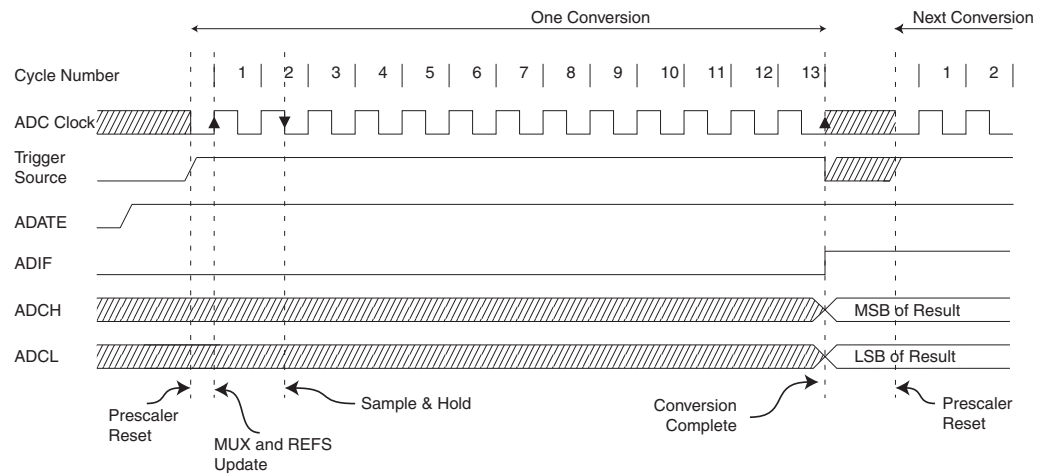 One Conversion
Next Conversion
Cycle Number
1 2 3 4 5 6 7 8 9 10 11 12 13 1 2
ADC Clock
Trigger
Source
ADATE
ADIF
ADCH
MSB of Result
ADCL
LSB of Result
Prescaler
Reset
MUX and REFS
Update
Sample & Hold
Conversion
Complete
Prescaler
Reset